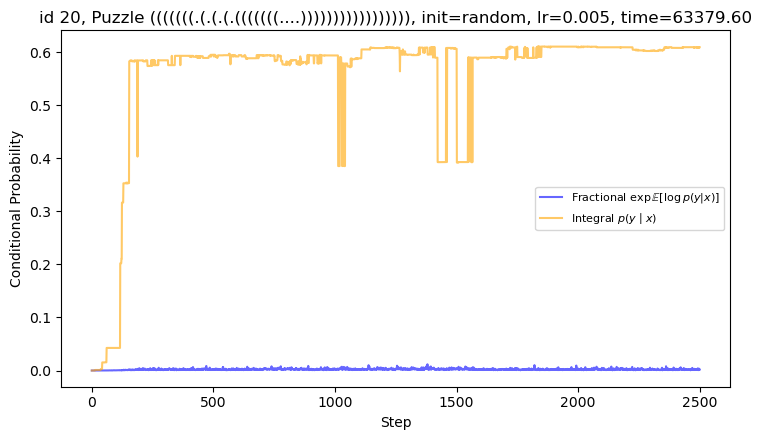 id 20, Puzzle (((((((.(.(.(.(((((((....))))))))))))))))), init=random, lr=0.005, time=63379.60
Conditional Probability
0.6
0.5
0.4
0.3
0.2
0.1
0.0
Fractional exp𝔼[log p(y|x)]
Integral p(y | x)
0
500
1000
1500
2000
2500
Step